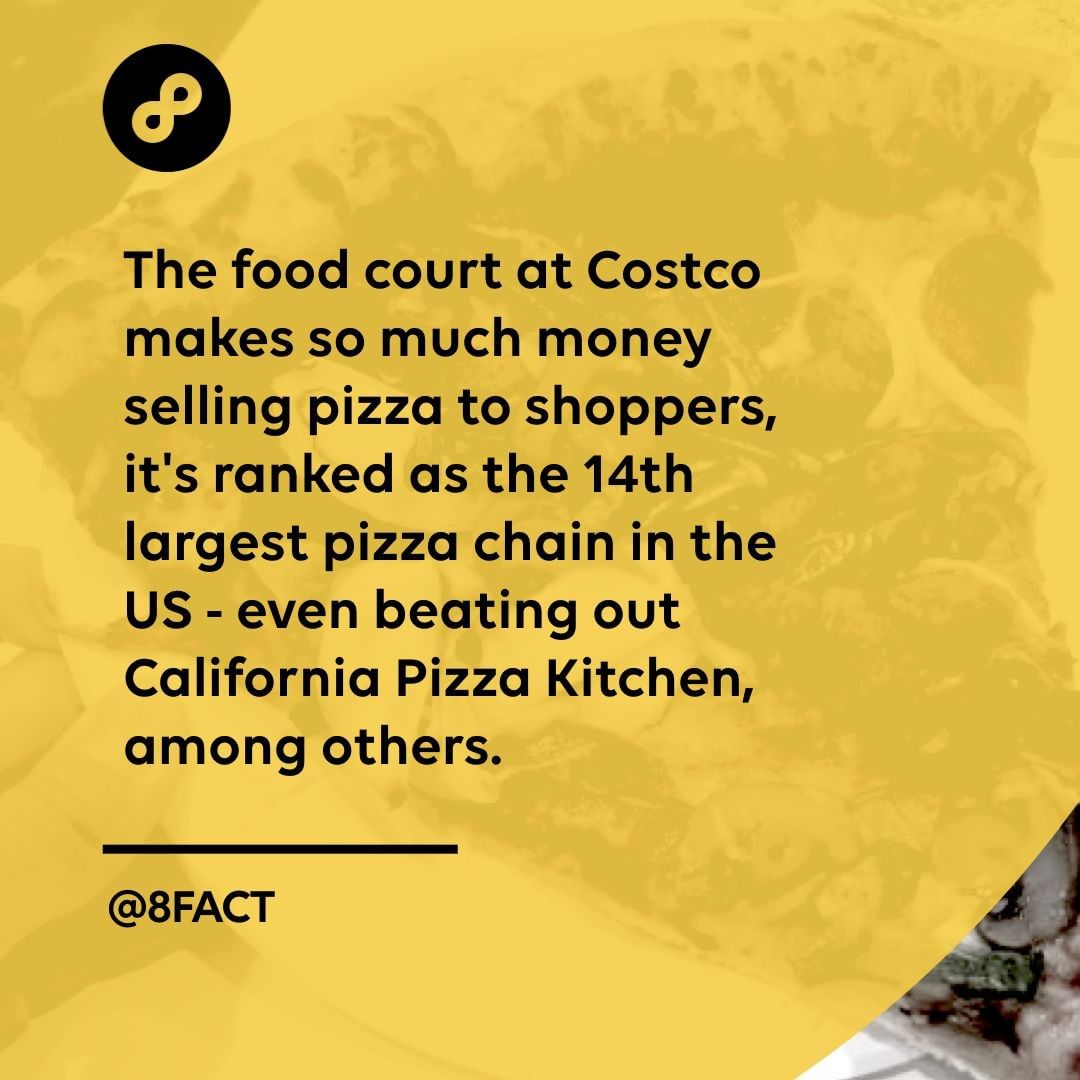 The food court at Costco
makes so much money
selling pizza to shoppers,
it's ranked as the 14th
largest pizza chain in the
US - even beating out
California Pizza Kitchen,
among others.
@8FACT